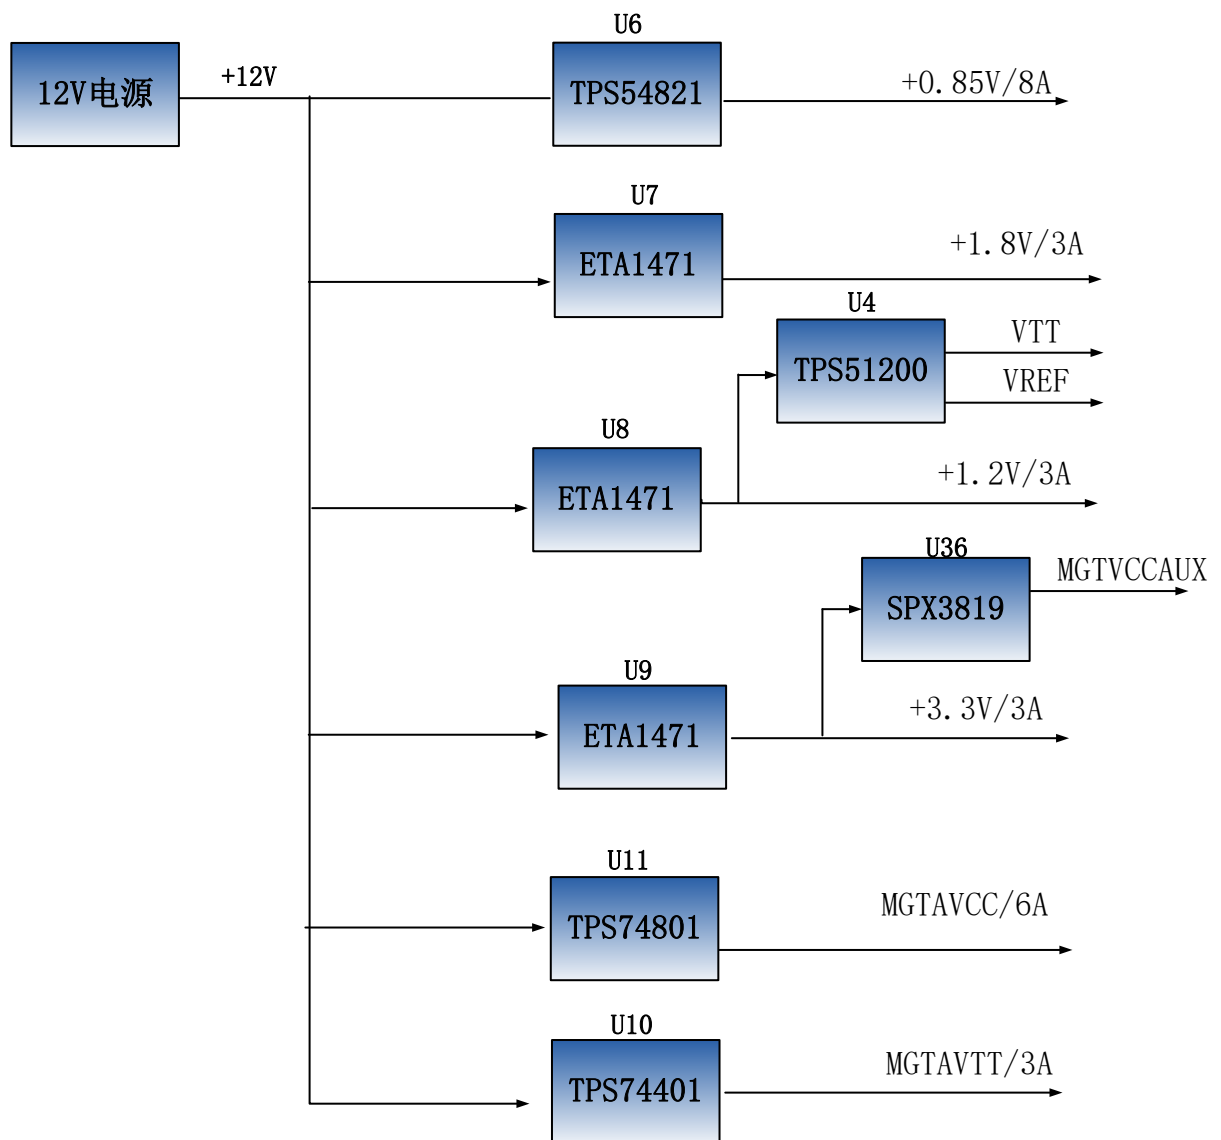 U6
12V电源
+12V
TPS54821
+0.85V/8A
U7
ETA1471
+1.8V/3A
U4
TPS51200
VTT
VREF
U8
ETA1471
+1.2V/3A
U36
SPX3819
MGTVCCAUX
U9
ETA1471
+3.3V/3A
U11
TPS74801
MGTAVCC/6A
U10
TPS74401
MGTAVTT/3A